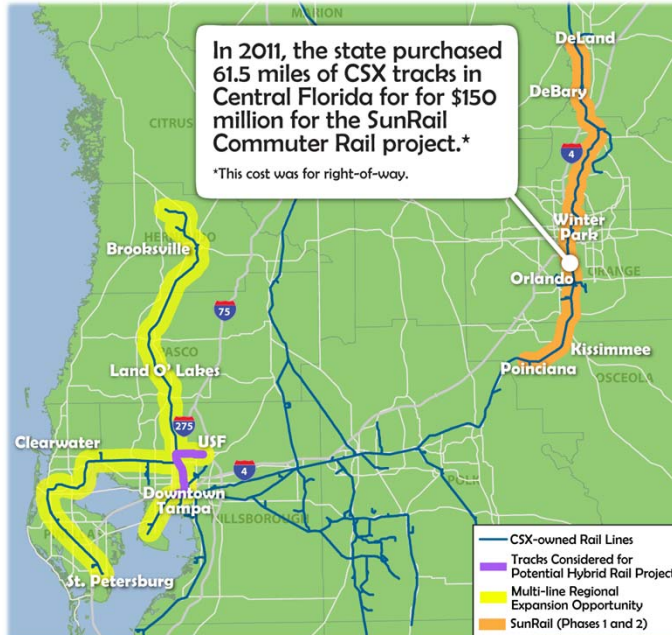 MARION
In 2011, the state purchased
61.5 miles of CSX tracks in
Central Florida for for $150
million for the SunRail
Commuter Rail project.*
*This cost was for right-of-way.
DeLand
DeBary
CITRUS
4
Winter
Park
HERNANDO
Brooksville
Orlando
ORANGE
75
PASCO
Land O' Lakes
Kissimmee
Poinciana
OSCEOLA
275
Clearwater
USF
4
POLK
Downtown
Tampa
HILLSBOROUGH
St. Petersburg
CSX-owned Rail Lines
Tracks Considered for
Potential Hybrid Rail Project
Multi-line Regional
Expansion Opportunity
SunRail (Phases 1 and 2)